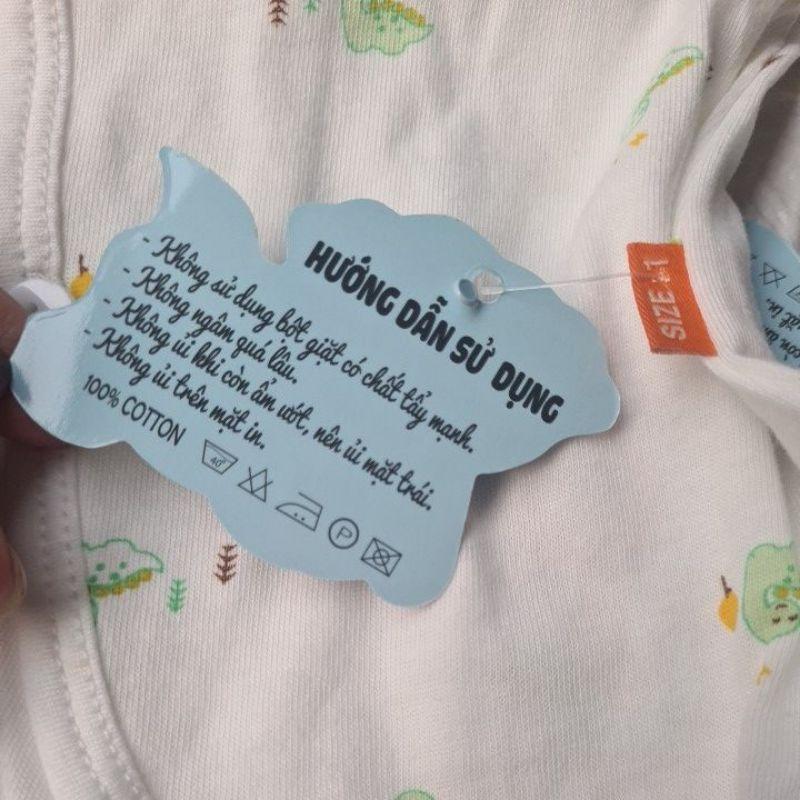 HƯỚNG DẪN SỬ DỤNG
- Không sử dụng bột giặt có chất tẩy mạnh.
- Không ngâm quá lâu.
- Không ủi khi còn ẩm ướt, nên ủi mặt trái.
- Không ủi trên mặt in.
100% COTTON
40°
P
SIZE 1